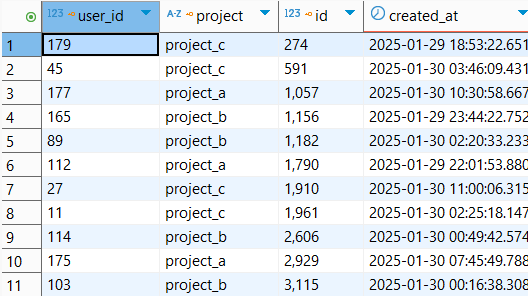 123 user_id A-Z project 123 id created_at
1 179 project_c 274 2025-01-29 18:53:22.651
2 45 project_c 591 2025-01-30 03:46:09.431
3 177 project_a 1,057 2025-01-30 10:30:58.667
4 165 project_b 1,156 2025-01-29 23:44:22.752
5 89 project_b 1,182 2025-01-30 02:20:33.233
6 112 project_a 1,790 2025-01-29 22:01:53.880
7 27 project_c 1,910 2025-01-30 11:00:06.315
8 11 project_c 1,961 2025-01-30 02:25:18.147
9 114 project_b 2,606 2025-01-30 00:49:42.574
10 175 project_a 2,929 2025-01-30 07:45:49.788
11 103 project_b 3,115 2025-01-30 00:16:38.308